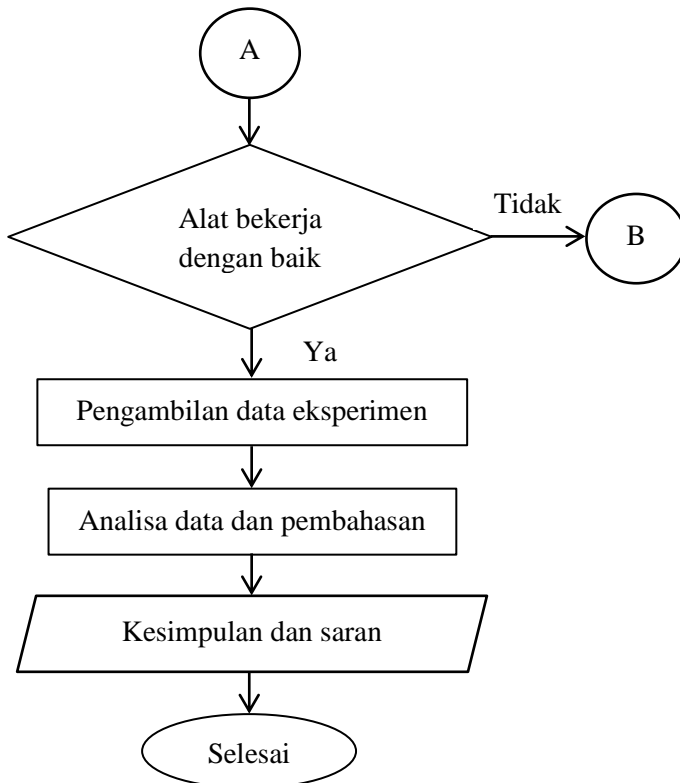 A
Alat bekerja
dengan baik
Tidak
B
Ya
Pengambilan data eksperimen
Analisa data dan pembahasan
Kesimpulan dan saran
Selesai